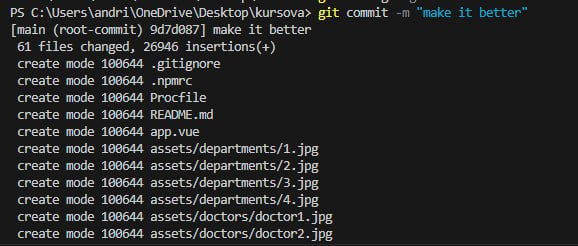 PS C:\Users\andri\OneDrive\Desktop\kursova> git commit -m "make it better"
[main (root-commit) 9d7d087] make it better
 61 files changed, 26946 insertions(+)
 create mode 100644 .gitignore
 create mode 100644 .npmrc
 create mode 100644 Procfile
 create mode 100644 README.md
 create mode 100644 app.vue
 create mode 100644 assets/departments/1.jpg
 create mode 100644 assets/departments/2.jpg
 create mode 100644 assets/departments/3.jpg
 create mode 100644 assets/departments/4.jpg
 create mode 100644 assets/doctors/doctor1.jpg
 create mode 100644 assets/doctors/doctor2.jpg